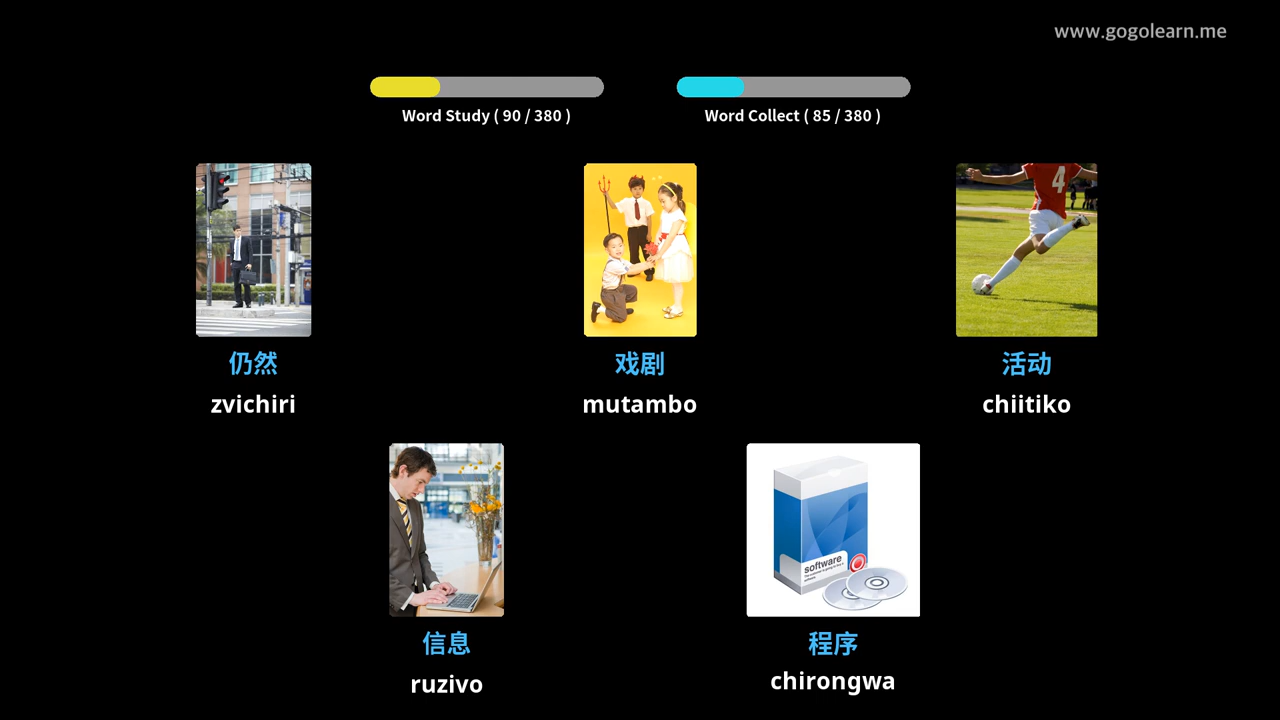 www.gogolearn.me
Word Study ( 90 / 380 )
Word Collect ( 85 / 380 )
4
仍然
戏剧
活动
zvichiri
mutambo
chiitiko
software
信息
程序
ruzivo
chirongwa